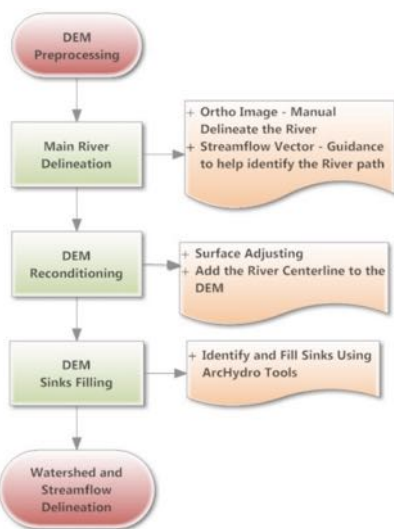 DEM
Preprocessing
Main River
Delineation
+ Ortho Image - Manual
Delineate the River
+ Streamflow Vector - Guidance
to help identify the River path
DEM
Reconditioning
+ Surface Adjusting
+ Add the River Centerline to the
DEM
DEM
Sinks Filling
+ Identify and Fill Sinks Using
ArcHydro Tools
Watershed and
Streamflow
Delineation